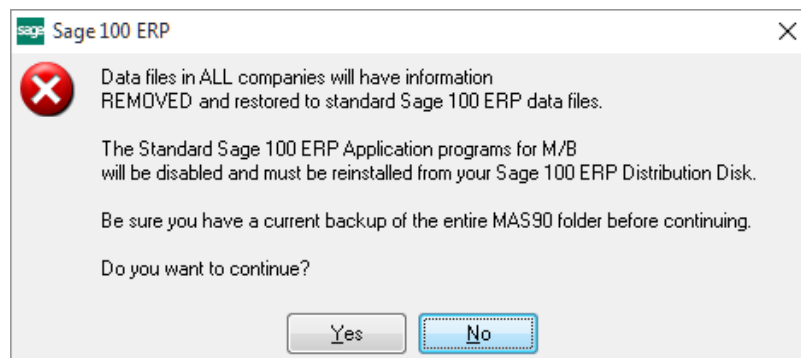 sage Sage 100 ERP
Data files in ALL companies will have information
REMOVED and restored to standard Sage 100 ERP data files.
The Standard Sage 100 ERP Application programs for M/B
will be disabled and must be reinstalled from your Sage 100 ERP Distribution Disk.
Be sure you have a current backup of the entire MAS90 folder before continuing.
Do you want to continue?
Yes No